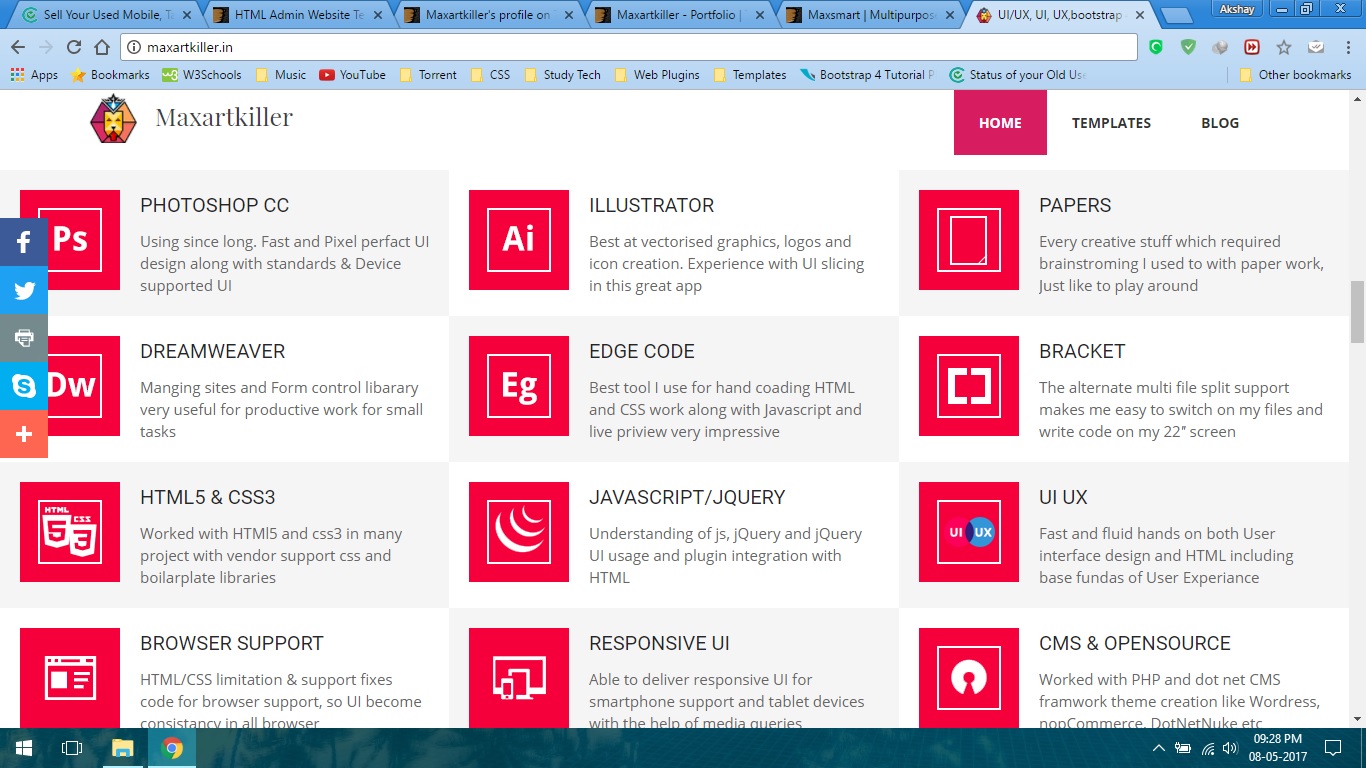 Sell Your Used Mobile, Ta
HTML Admin Website Te
Maxartkiller's profile on
Maxartkiller - Portfolio |
Maxsmart | Multipurpos
UI/UX, UI, UX,bootstrap
Akshay
maxartkiller.in
Apps
Bookmarks
W3Schools
Music
YouTube
Torrent
CSS
Study Tech
Web Plugins
Templates
Bootstrap 4 Tutorial P
Status of your Old Use
Other bookmarks
Maxartkiller
HOME
TEMPLATES
BLOG
Ps
PHOTOSHOP CC
Using since long. Fast and Pixel perfact UI
design along with standards & Device
supported UI
Ai
ILLUSTRATOR
Best at vectorised graphics, logos and
icon creation. Experience with UI slicing
in this great app
PAPERS
Every creative stuff which required
brainstroming I used to with paper work,
Just like to play around
Dw
DREAMWEAVER
Manging sites and Form control libarary
very useful for productive work for small
tasks
Eg
EDGE CODE
Best tool I use for hand coading HTML
and CSS work along with Javascript and
live priview very impressive
BRACKET
The alternate multi file split support
makes me easy to switch on my files and
write code on my 22″ screen
HTML CSS
5 3
HTML5 & CSS3
Worked with HTMl5 and css3 in many
project with vendor support css and
boilarplate libraries
JAVASCRIPT/JQUERY
Understanding of js, jQuery and jQuery
UI usage and plugin integration with
HTML
UI UX
UI UX
Fast and fluid hands on both User
interface design and HTML including
base fundas of User Experiance
BROWSER SUPPORT
HTML/CSS limitation & support fixes
code for browser support, so UI become
consistancy in all browser
RESPONSIVE UI
Able to deliver responsive UI for
smartphone support and tablet devices
with the help of media queries
CMS & OPENSOURCE
Worked with PHP and dot net CMS
framwork theme creation like Wordress,
nopCommerce, DotNetNuke etc
09:28 PM
08-05-2017